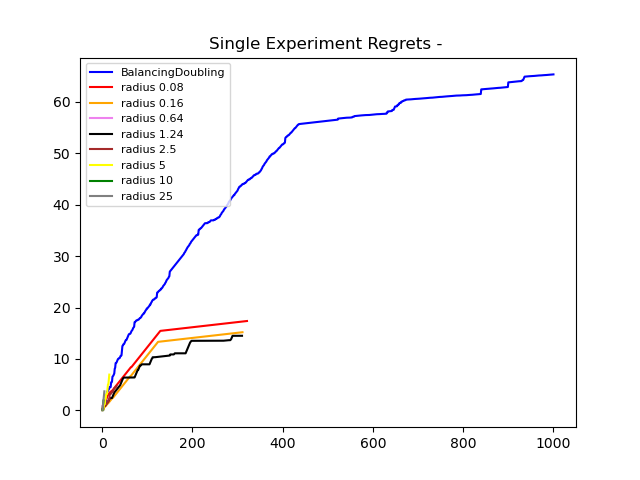 Single Experiment Regrets -
BalancingDoubling
radius 0.08
radius 0.16
radius 0.64
radius 1.24
radius 2.5
radius 5
radius 10
radius 25
60
50
40
30
20
10
0
0 200 400 600 800 1000